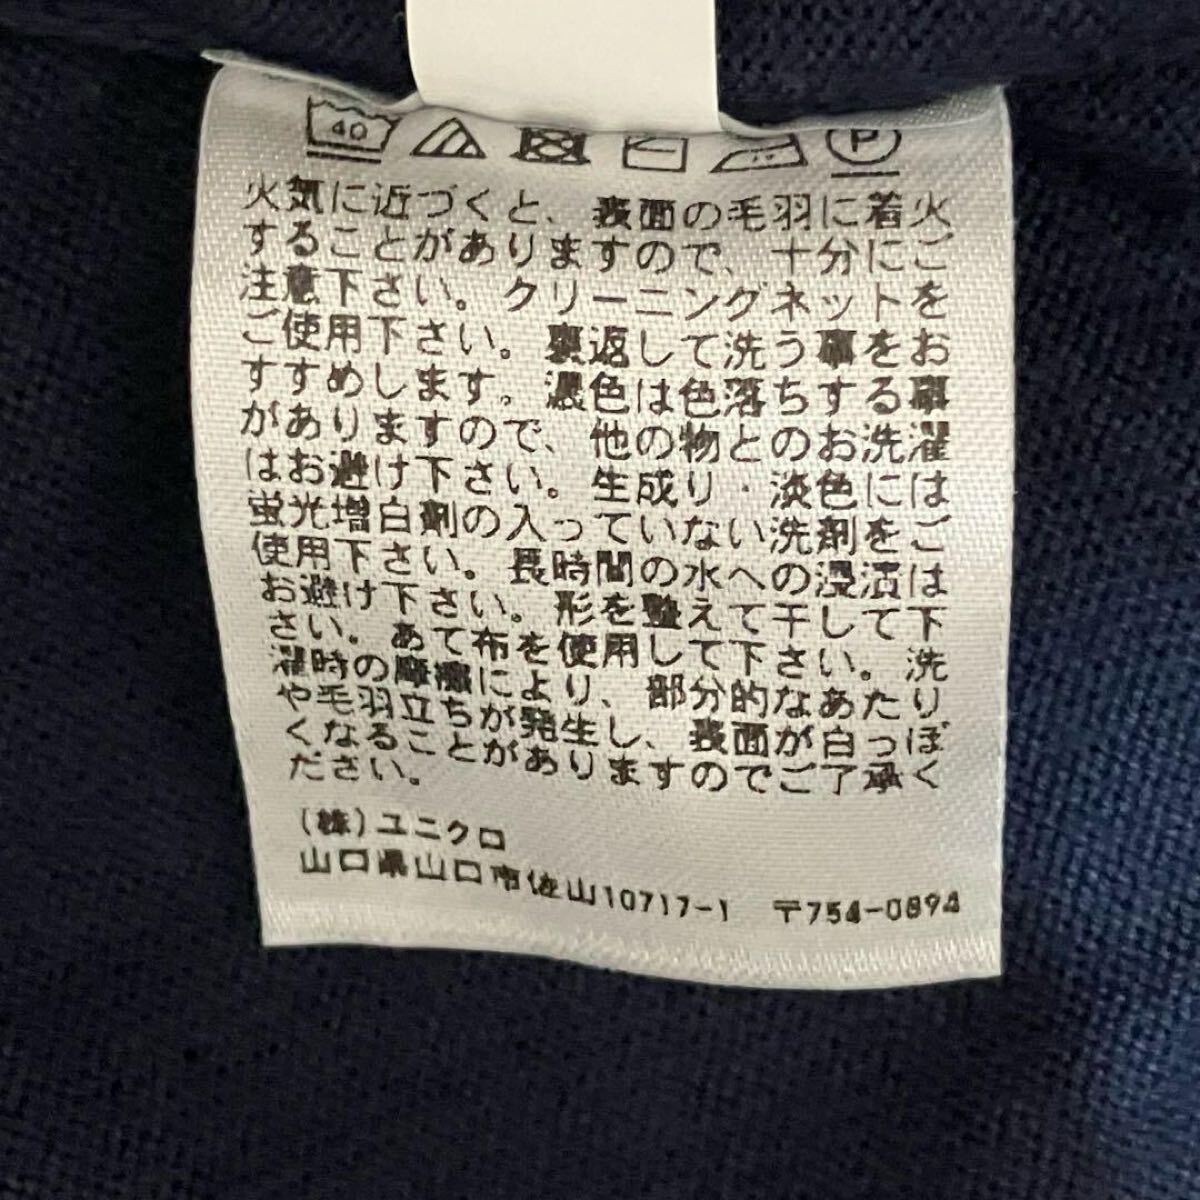 40
P
火気に近づくと、表面の毛羽に着火
することがありますので、十分にご
注意下さい。クリーニングネットを
ご使用下さい。裏返して洗う事をお
すすめします。濃色は色落ちする事
がありますので、他の物とのお洗濯
はお避け下さい。生成り・淡色には
蛍光増白剤の入っていない洗剤をご
使用下さい。長時間の水への浸漬は
お避け下さい。形を整えて干して下
さい。あて布を使用して下さい。洗
濯時の摩擦により、部分的なあたり
や毛羽立ちが発生し、表面が白っぽ
くなることがありますのでご了承く
ださい。
(株)ユニクロ
山口県山口市佐山10717-1 〒754-0894